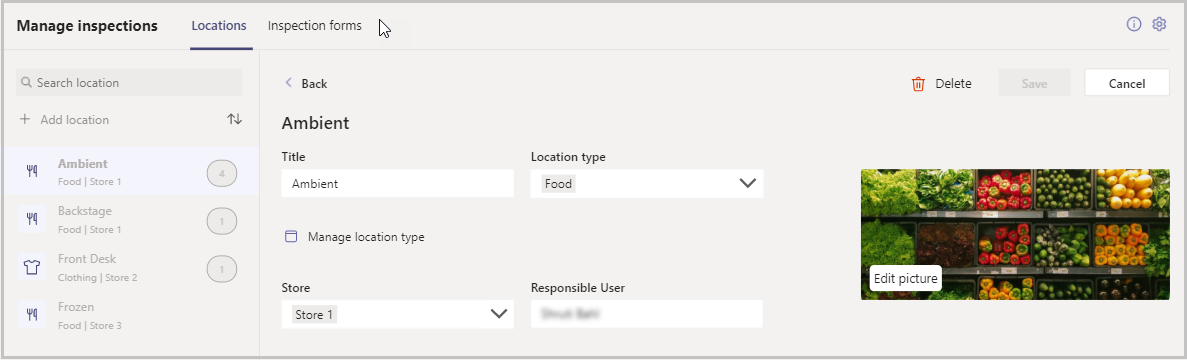 Manage inspections
Locations
Inspection forms
Search location
Add location
Ambient
Food | Store 1
4
Backstage
Food | Store 1
1
Front Desk
Clothing | Store 2
1
Frozen
Food | Store 3
Back
Delete
Save
Cancel
Ambient
Title
Location type
Ambient
Food
Manage location type
Edit picture
Store
Responsible User
Store 1